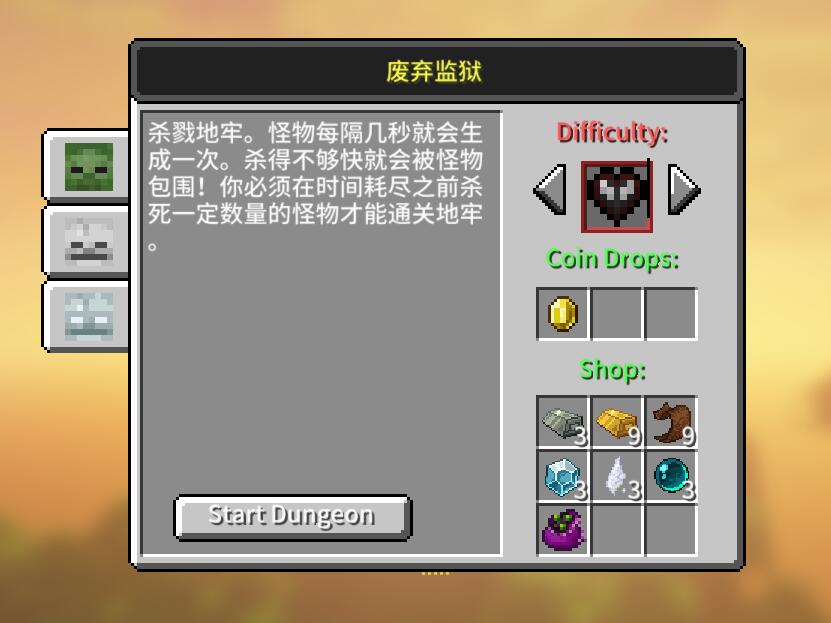 废弃监狱
杀戮地牢。怪物每隔几秒就会生
成一次。杀得不够快就会被怪物
包围！你必须在时间耗尽之前杀
死一定数量的怪物才能通关地牢
。
Start Dungeon
Difficulty:
Coin Drops:
Shop:
3 9 9
3 3 3